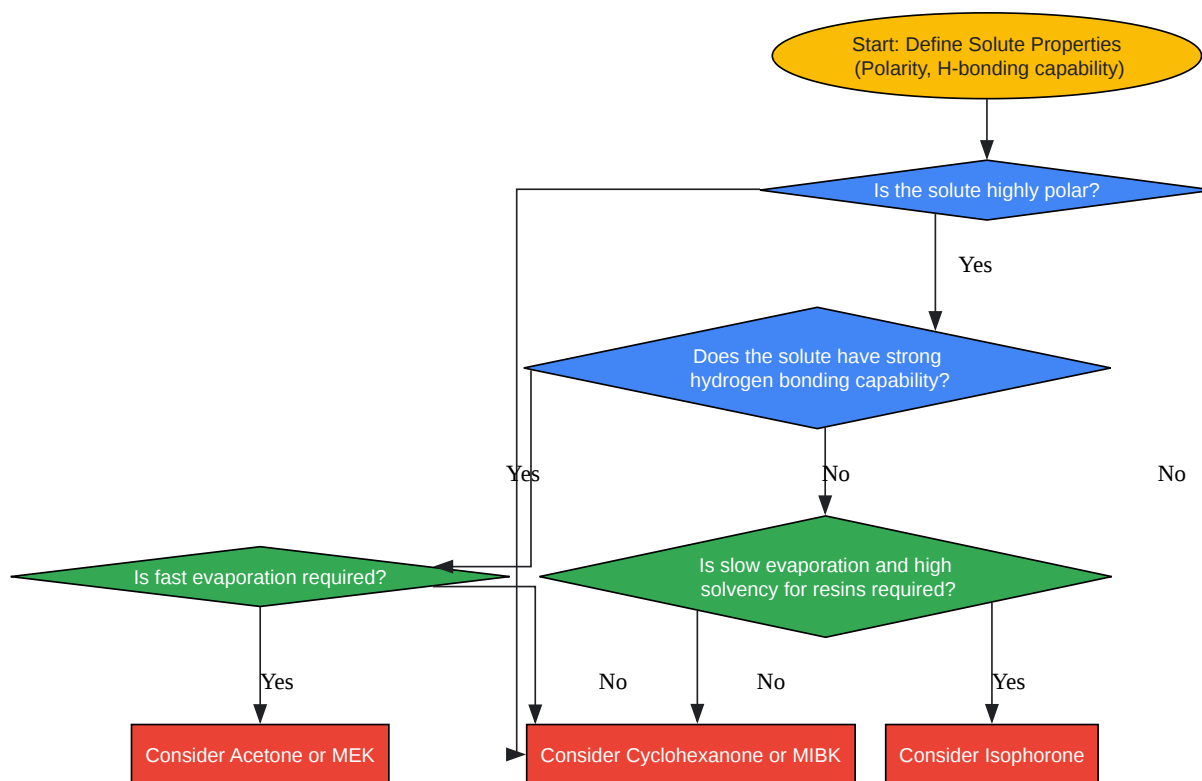 Start: Define Solute Properties
(Polarity, H-bonding capability)
Is the solute highly polar?
Yes
Does the solute have strong
hydrogen bonding capability?
Yes
No
No
Is fast evaporation required?
Is slow evaporation and high
solvency for resins required?
Yes
No
No
Yes
Consider Acetone or MEK
Consider Cyclohexanone or MIBK
Consider Isophorone